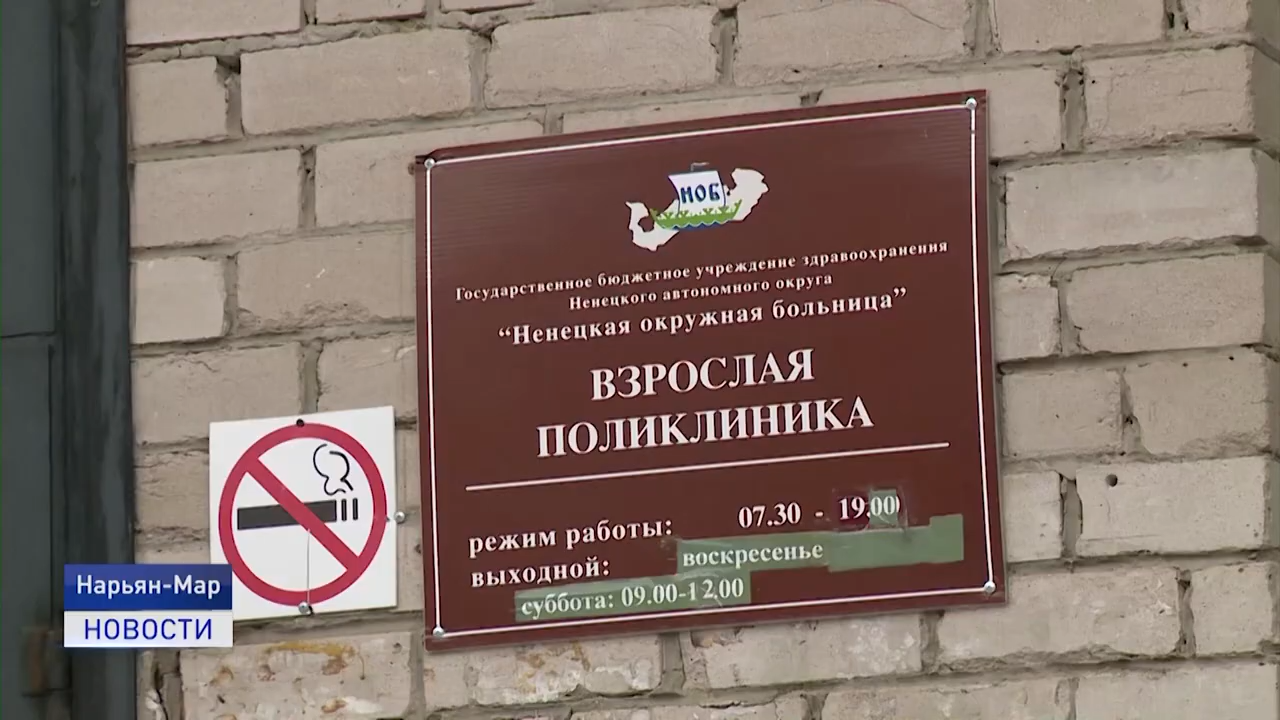 НОБ
Государственное бюджетное учреждение здравоохранения
Ненецкого автономного округа
“Ненецкая окружная больница”
ВЗРОСЛАЯ
ПОЛИКЛИНИКА
режим работы: 07.30 - 19.00
выходной: воскресенье
суббота: 09.00-12.00
Нарьян-Мар
НОВОСТИ